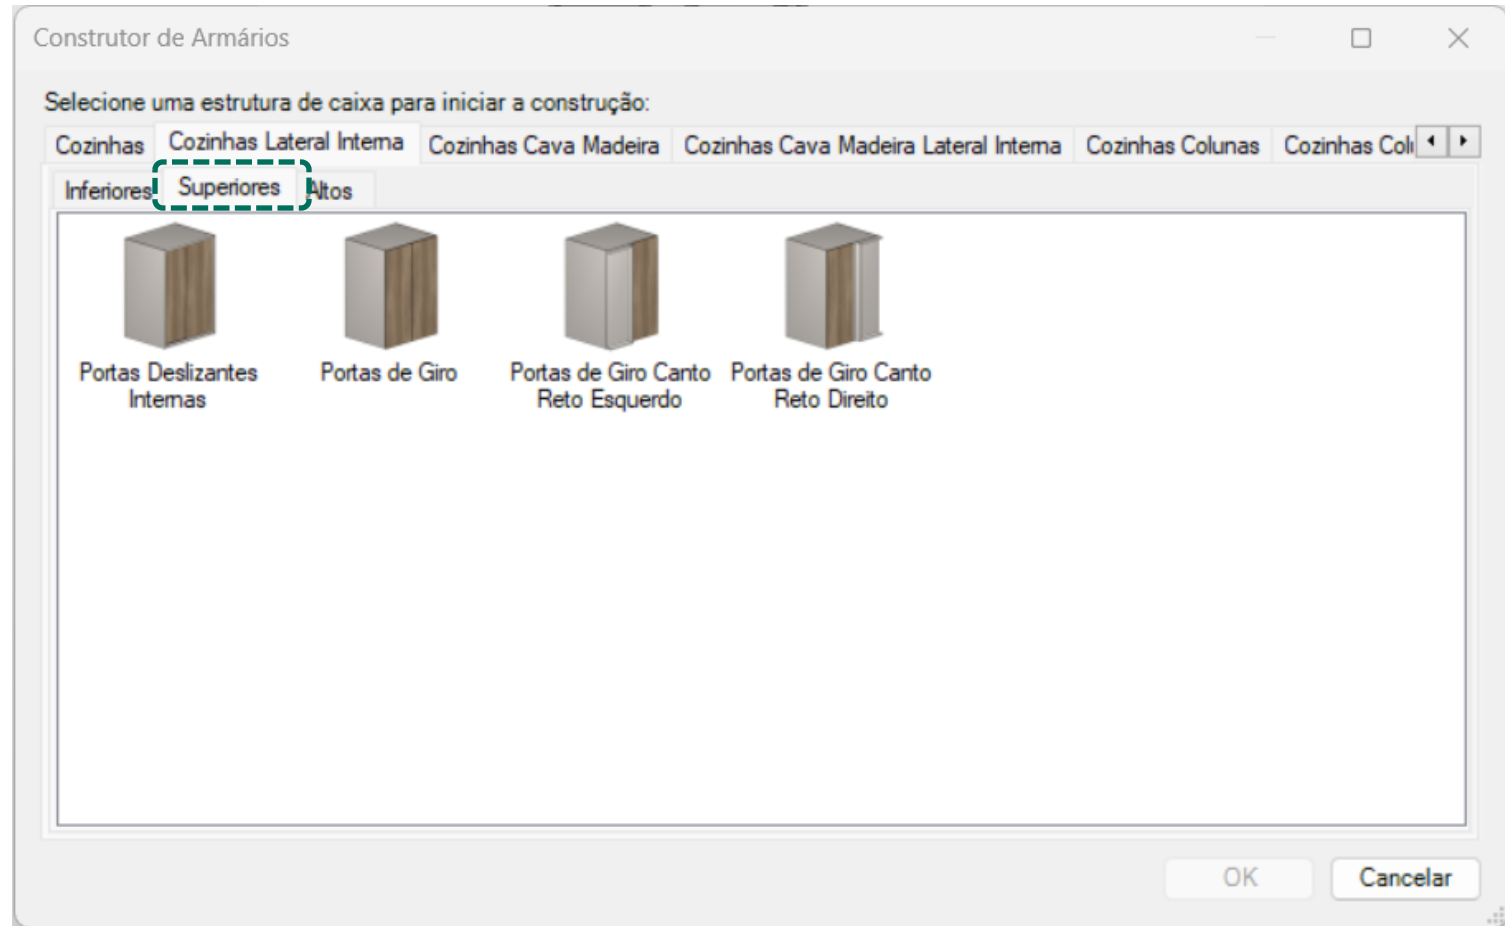 Construtor de Armários
Selecione uma estrutura de caixa para iniciar a construção:
Cozinhas Cozinhas Lateral Interna Cozinhas Cava Madeira Cozinhas Cava Madeira Lateral Interna Cozinhas Colunas Cozinhas Colu
Inferiores Superiores Altos
Portas Deslizantes Internas
Portas de Giro
Portas de Giro Canto Reto Esquerdo
Portas de Giro Canto Reto Direito
OK Cancelar